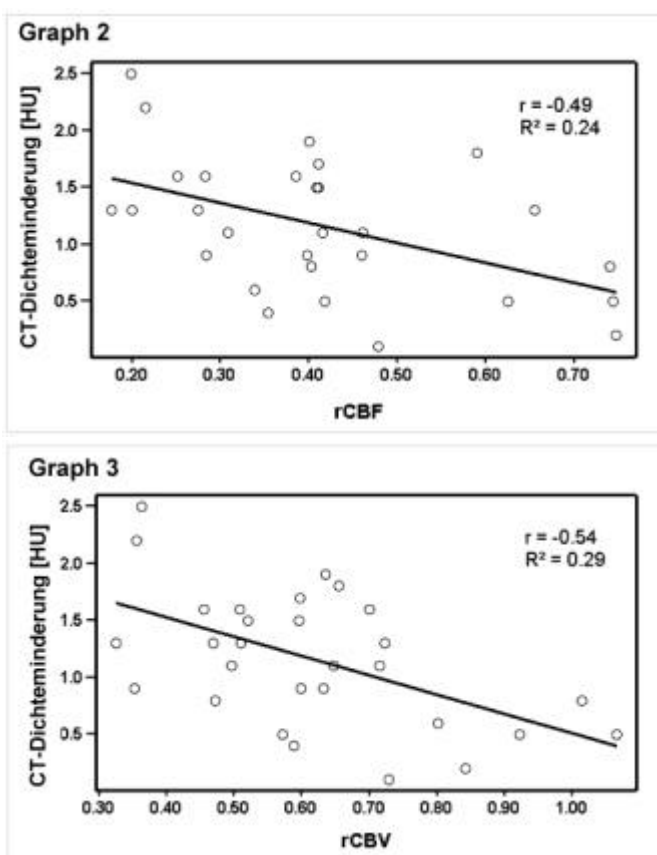 Graph 2
CT-Dichteminderung [HU]
2.5
2.0
1.5
1.0
0.5
r = -0.49
R² = 0.24
0.20 0.30 0.40 0.50 0.60 0.70
rCBF
Graph 3
CT-Dichteminderung [HU]
2.5
2.0
1.5
1.0
0.5
r = -0.54
R² = 0.29
0.30 0.40 0.50 0.60 0.70 0.80 0.90 1.00
rCBV